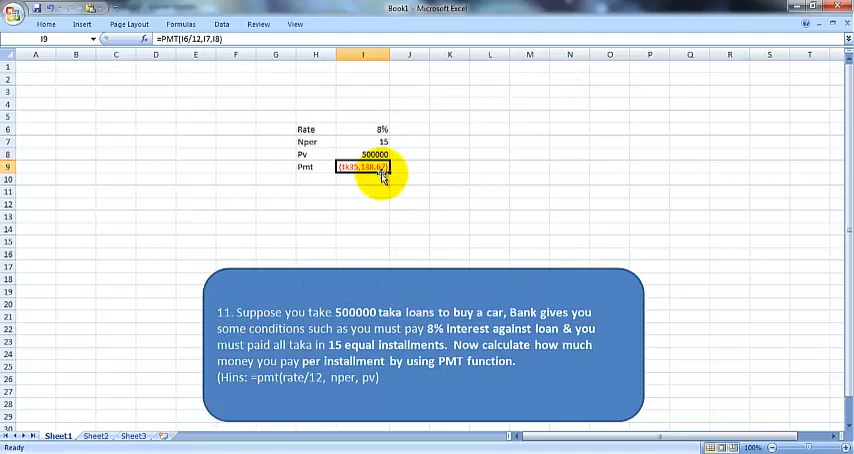 Book1 - Microsoft Excel
Home Insert Page Layout Formulas Data Review View
I9 fx =PMT(I6/12,I7,I8)
A B C D E F G H I J K L M N O P Q R S T
1
2
3
4
5
6 Rate 8%
7 Nper 15
8 Pv 500000
9 Pmt (tk35,138.67)
10
11
12
13
14
15
16
17
18
19
20
21
22
23
24
25
26
27
28
29
30
11. Suppose you take 500000 taka loans to buy a car, Bank gives you
some conditions such as you must pay 8% interest against loan & you
must paid all taka in 15 equal installments. Now calculate how much
money you pay per installment by using PMT function.
(Hins: =pmt(rate/12, nper, pv)
Sheet1 Sheet2 Sheet3
Ready 100%